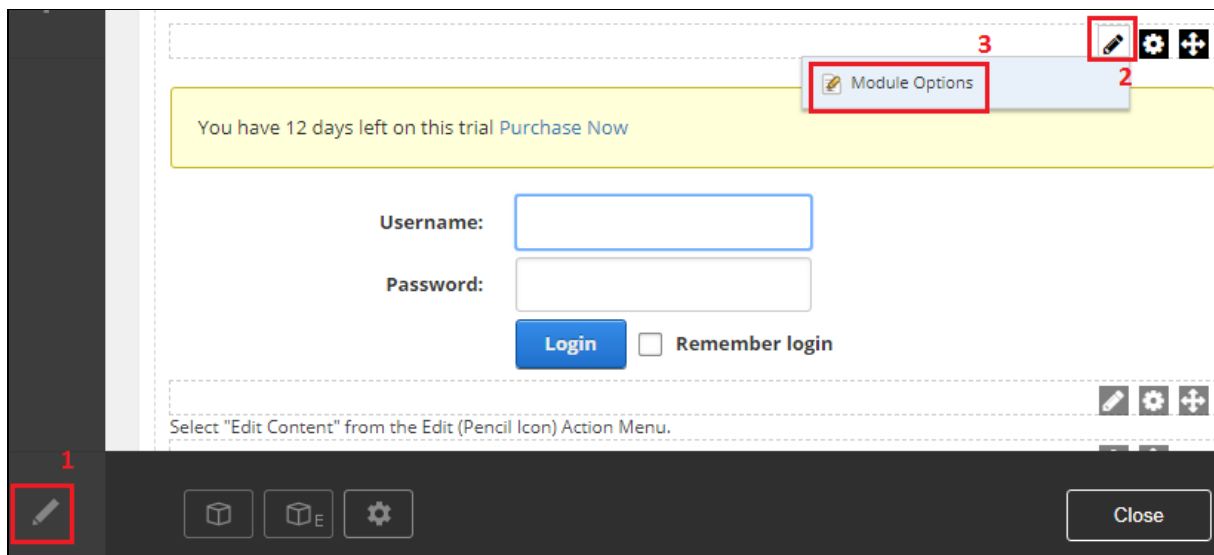 3
2
Module Options
You have 12 days left on this trial Purchase Now
Username:
Password:
Login Remember login
Select "Edit Content" from the Edit (Pencil Icon) Action Menu.
1
E
Close